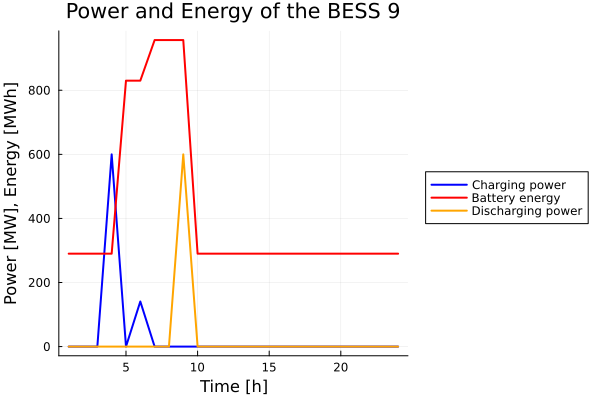 Power and Energy of the BESS 9
Power [MW], Energy [MWh]
800
600
400
200
0
5
10
15
20
Time [h]
Charging power
Battery energy
Discharging power